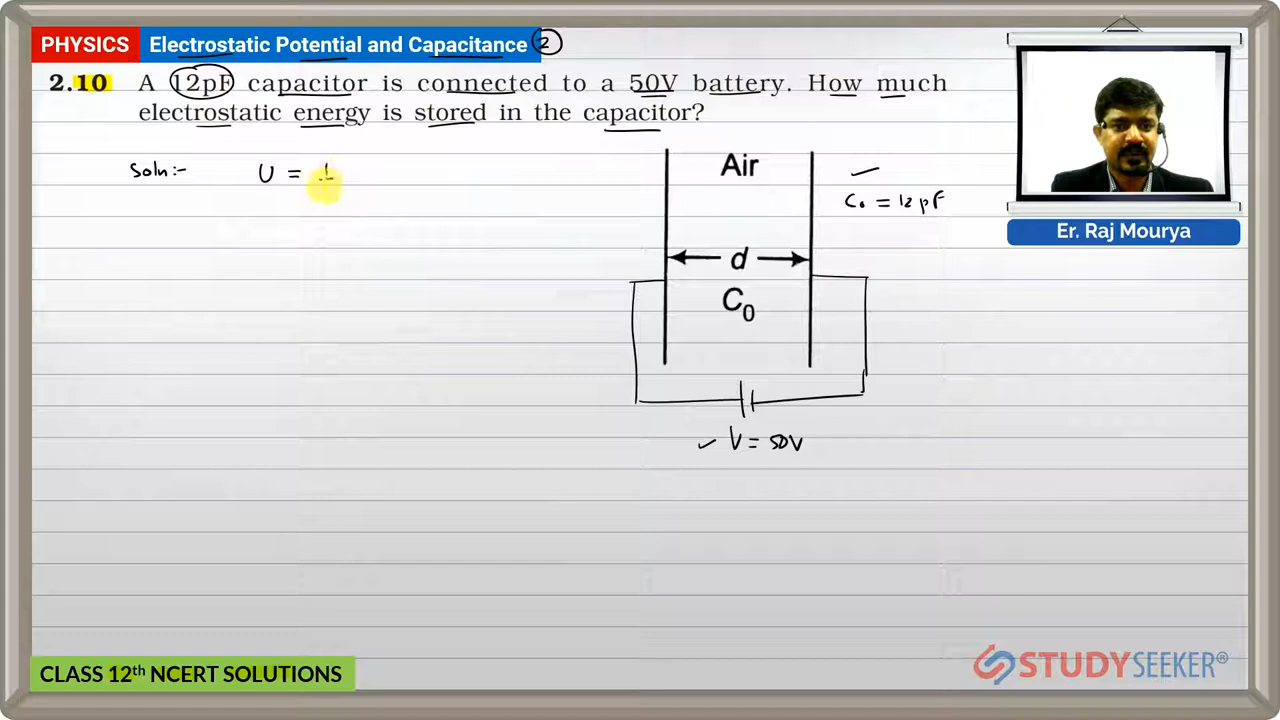 PHYSICS Electrostatic Potential and Capacitance 2
2.10 A 12pF capacitor is connected to a 50V battery. How much
electrostatic energy is stored in the capacitor?
Soln:- U = 1
Air
C₀ = 12 pF
d
C₀
V = 50V
Er. Raj Mourya
CLASS 12th NCERT SOLUTIONS
STUDYSEEKER®